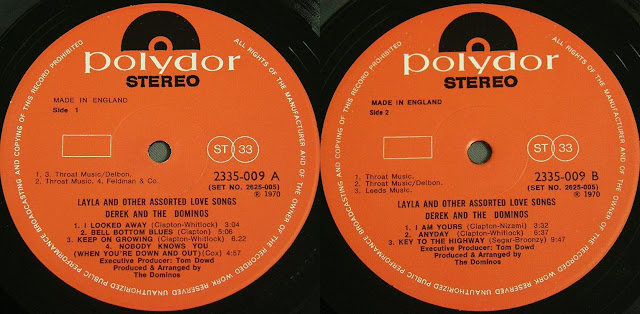 polydor
STEREO
MADE IN ENGLAND
Side 1
ST 33
1. 3. Throat Music/Delbon.
2. Throat Music. 4. Feldman & Co.
2335-009 A
(SET NO. 2625-005)
℗ 1970
LAYLA AND OTHER ASSORTED LOVE SONGS
DEREK AND THE DOMINOS
1. I LOOKED AWAY (Clapton-Whitlock) 3:04
2. BELL BOTTOM BLUES (Clapton) 5:00
3. KEEP ON GROWING (Clapton-Whitlock) 6.22
4. NOBODY KNOWS YOU
(WHEN YOU'RE DOWN AND OUT) (Cox) 4:57
Executive Producer: Tom Dowd
Produced & Arranged by
The Dominos
ALL RIGHTS OF THE MANUFACTURER AND OF THE OWNER OF THE RECORDED WORK RESERVED UNAUTHORIZED PUBLIC PERFORMANCE BROADCASTING AND COPYING OF THIS RECORD PROHIBITED
polydor
STEREO
MADE IN ENGLAND
Side 2
ST 33
1. Throat Music.
2. Throat Music/Delbon.
3. Leeds Music.
2335-009 B
(SET NO. 2625-005)
℗ 1970
LAYLA AND OTHER ASSORTED LOVE SONGS
DEREK AND THE DOMINOS
1. I AM YOURS (Clapton-Nizami) 3:32
2. ANYDAY (Clapton-Whitlock) 6:37
3. KEY TO THE HIGHWAY (Segar-Broonzy) 9:47
Executive Producer: Tom Dowd
Produced & Arranged by
The Dominos
ALL RIGHTS OF THE MANUFACTURER AND OF THE OWNER OF THE RECORDED WORK RESERVED UNAUTHORIZED PUBLIC PERFORMANCE BROADCASTING AND COPYING OF THIS RECORD PROHIBITED